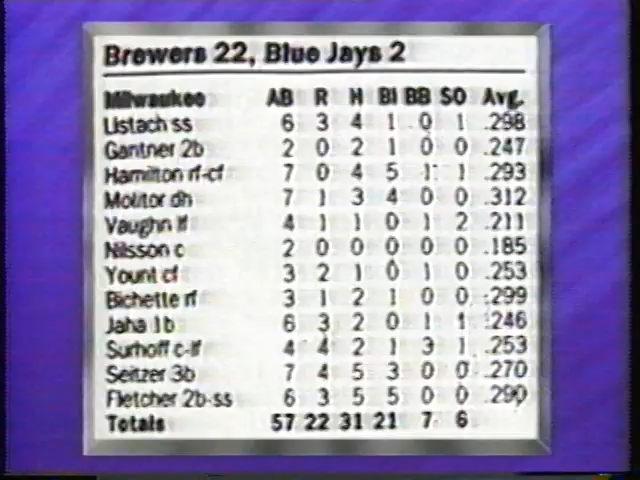 Brewers 22, Blue Jays 2
Milwaukee AB R H BI BB SO Avg.
Listach ss 6 3 4 1 0 1 .298
Gantner 2b 2 0 2 1 0 0 .247
Hamilton rf-cf 7 0 4 5 1 1 .293
Molitor dh 7 1 3 4 0 0 .312
Vaughn lf 4 1 1 0 1 2 .211
Nilsson c 2 0 0 0 0 0 .185
Yount cf 3 2 1 0 1 0 .253
Bichette rf 3 1 2 1 0 0 .299
Jaha 1b 6 3 2 0 1 1 .246
Surhoff c-lf 4 4 2 1 3 1 .253
Seitzer 3b 7 4 5 3 0 0 .270
Fletcher 2b-ss 6 3 5 5 0 0 .290
Totals 57 22 31 21 7 6